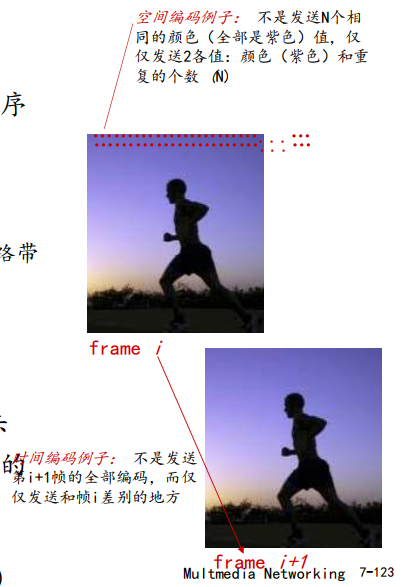 空间编码例子： 不是发送N个相
同的颜色（全部是紫色）值，仅
仅发送2各值：颜色（紫色）和重
复的个数 (N)
序
络带
frame i
的
时间编码例子： 不是发送
第i+1帧的全部编码，而仅
仅发送和帧i差别的地方
frame i+1
Multmedia Networking 7-123